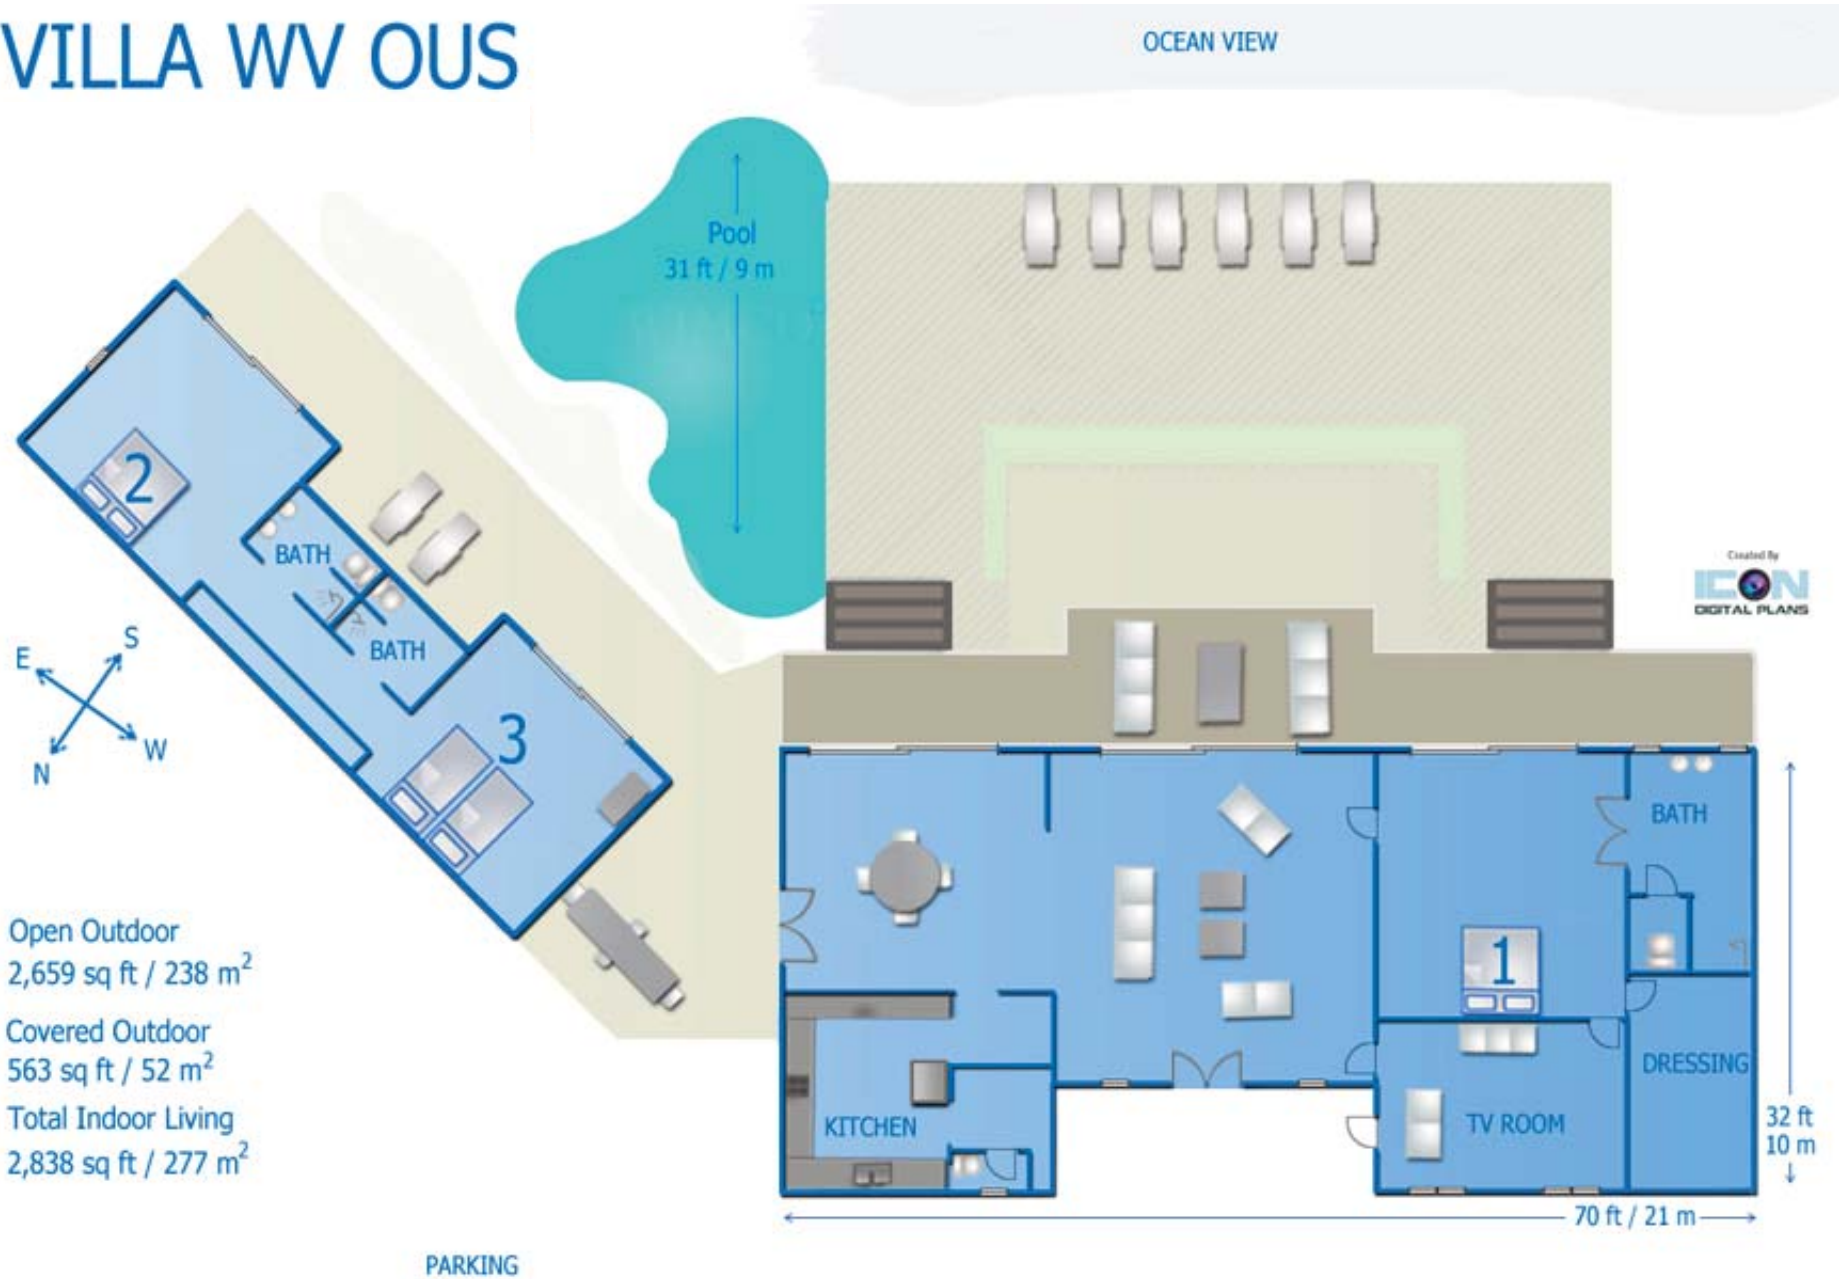 VILLA WV OUS
OCEAN VIEW
Pool
31 ft / 9 m
2
BATH
BATH
3
E
S
N
W
Created By
ICON
DIGITAL PLANS
BATH
1
DRESSING
TV ROOM
KITCHEN
32 ft
10 m
70 ft / 21 m
Open Outdoor
2,659 sq ft / 238 m²
Covered Outdoor
563 sq ft / 52 m²
Total Indoor Living
2,838 sq ft / 277 m²
PARKING